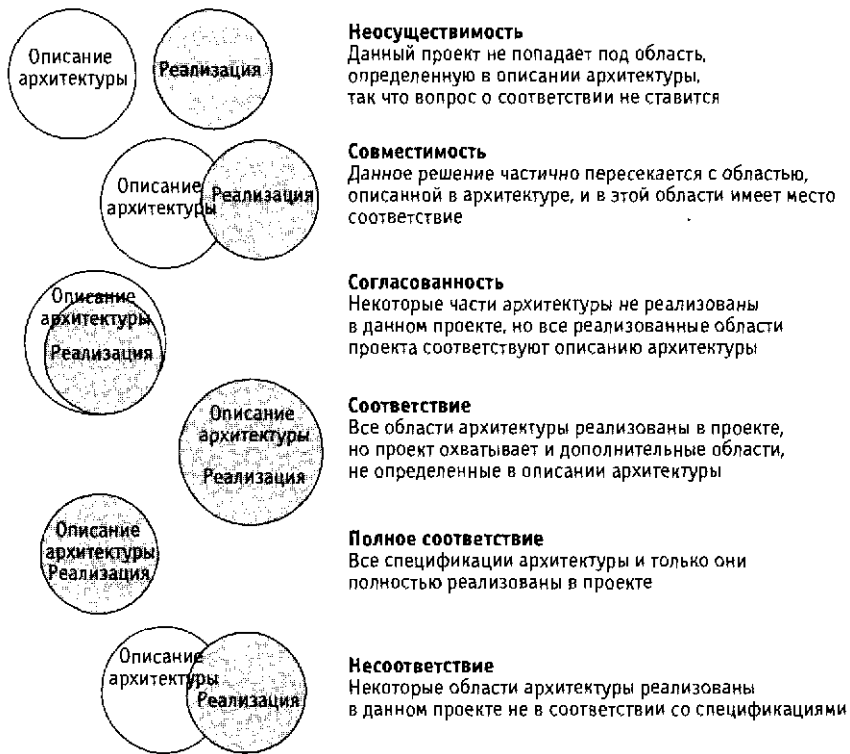 Описание
архитектуры
Реализация
Неосуществимость
Данный проект не попадает под область,
определенную в описании архитектуры,
так что вопрос о соответствии не ставится
Описание
архитектуры
Реализация
Совместимость
Данное решение частично пересекается с областью,
описанной в архитектуре, и в этой области имеет место
соответствие
Описание
архитектуры
Реализация
Согласованность
Некоторые части архитектуры не реализованы
в данном проекте, но все реализованные области
проекта соответствуют описанию архитектуры
Описание
архитектуры
Реализация
Соответствие
Все области архитектуры реализованы в проекте,
но проект охватывает и дополнительные области,
не определенные в описании архитектуры
Описание
архитектуры
Реализация
Полное соответствие
Все спецификации архитектуры и только они
полностью реализованы в проекте
Описание
архитектуры
Реализация
Несоответствие
Некоторые области архитектуры реализованы
в данном проекте не в соответствии со спецификациями